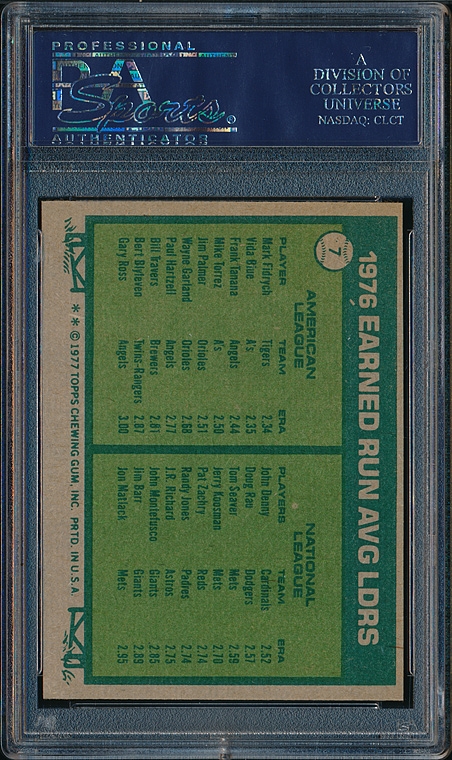 PROFESSIONAL
PSA
Sports®
AUTHENTICATOR
A
DIVISION OF
COLLECTORS
UNIVERSE
NASDAQ: CLCT
7
1976 EARNED RUN AVG LDRS
AMERICAN
LEAGUE
PLAYER TEAM ERA
Mark Fidrych Tigers 2.34
Vida Blue A's 2.35
Frank Tanana Angels 2.44
Mike Torrez A's 2.50
Jim Palmer Orioles 2.51
Wayne Garland Orioles 2.68
Paul Hartzell Angels 2.77
Bill Travers Brewers 2.81
Bert Blyleven Twins-Rangers 2.87
Gary Ross Angels 3.00
NATIONAL
LEAGUE
PLAYERS TEAM ERA
John Denny Cardinals 2.52
Doug Rau Dodgers 2.57
Tom Seaver Mets 2.59
Jerry Koosman Mets 2.70
Pat Zachry Reds 2.74
Randy Jones Padres 2.74
J.R. Richard Astros 2.75
John Montefusco Giants 2.85
Jim Barr Giants 2.89
Jon Matlack Mets 2.95
** © 1977 TOPPS CHEWING GUM, INC. PRTD. IN U.S.A.